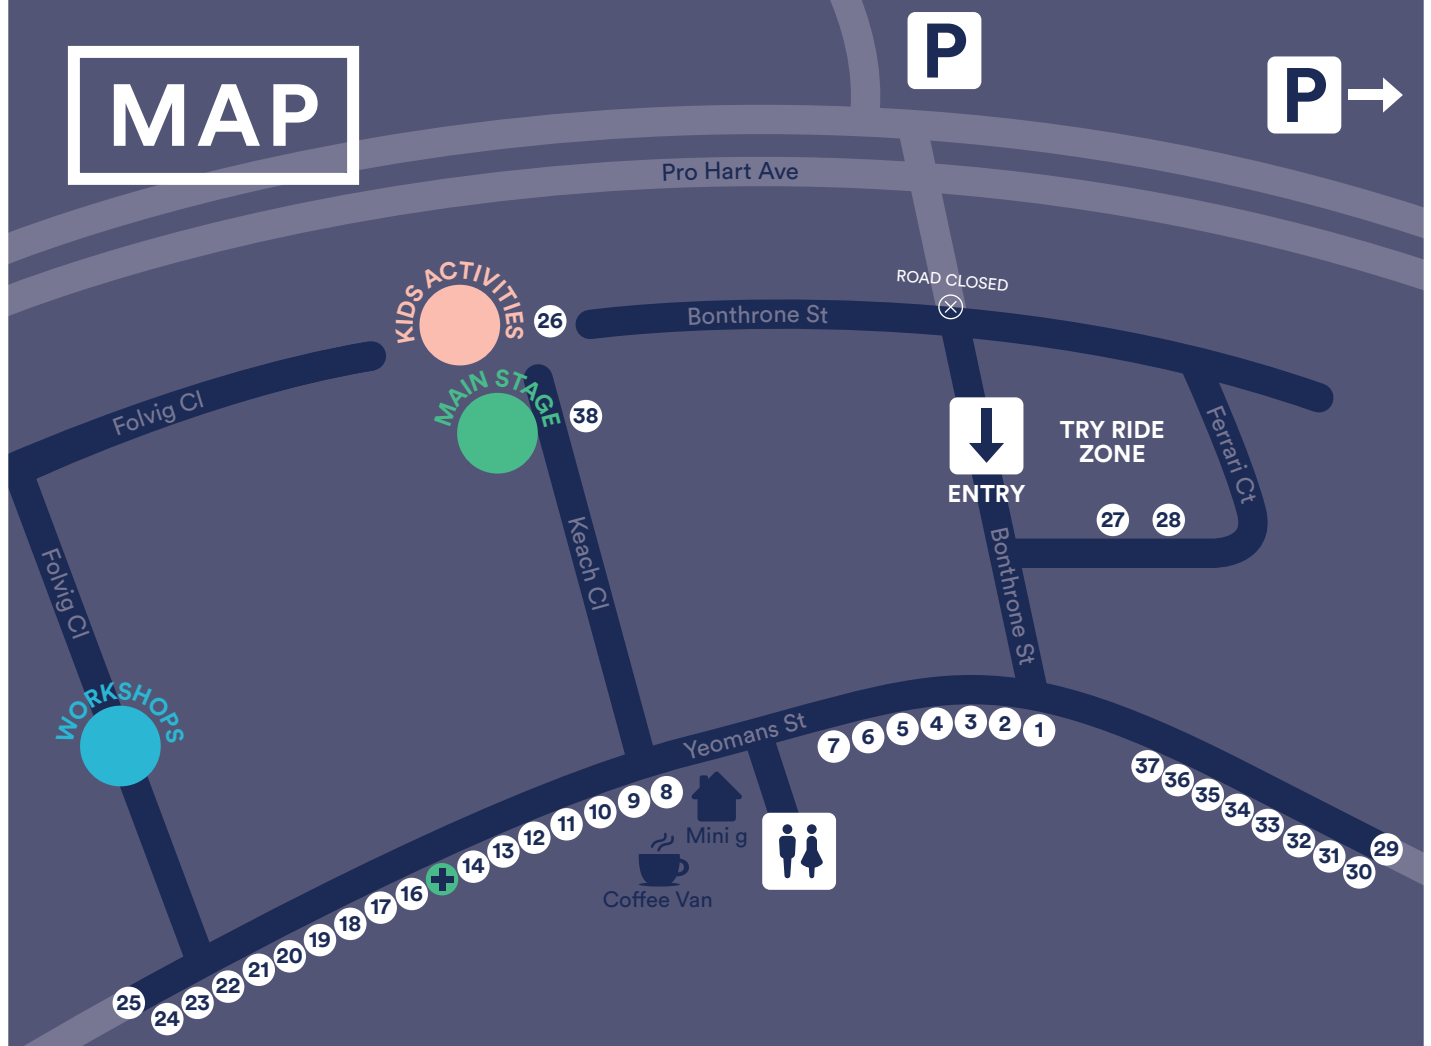 MAP
P
P
Pro Hart Ave
KIDS ACTIVITIES
26
Bonthrone St
ROAD CLOSED
Folvig Cl
MAIN STAGE
38
ENTRY
TRY RIDE
ZONE
Ferrari Ct
27
28
Folvig Cl
Keach Cl
Bonthrone St
WORKSHOPS
Yeomans St
7
6
5
4
3
2
1
37
36
35
34
33
32
31
30
29
8
9
10
11
12
13
14
16
17
18
19
20
21
22
23
24
25
Mini g
Coffee Van